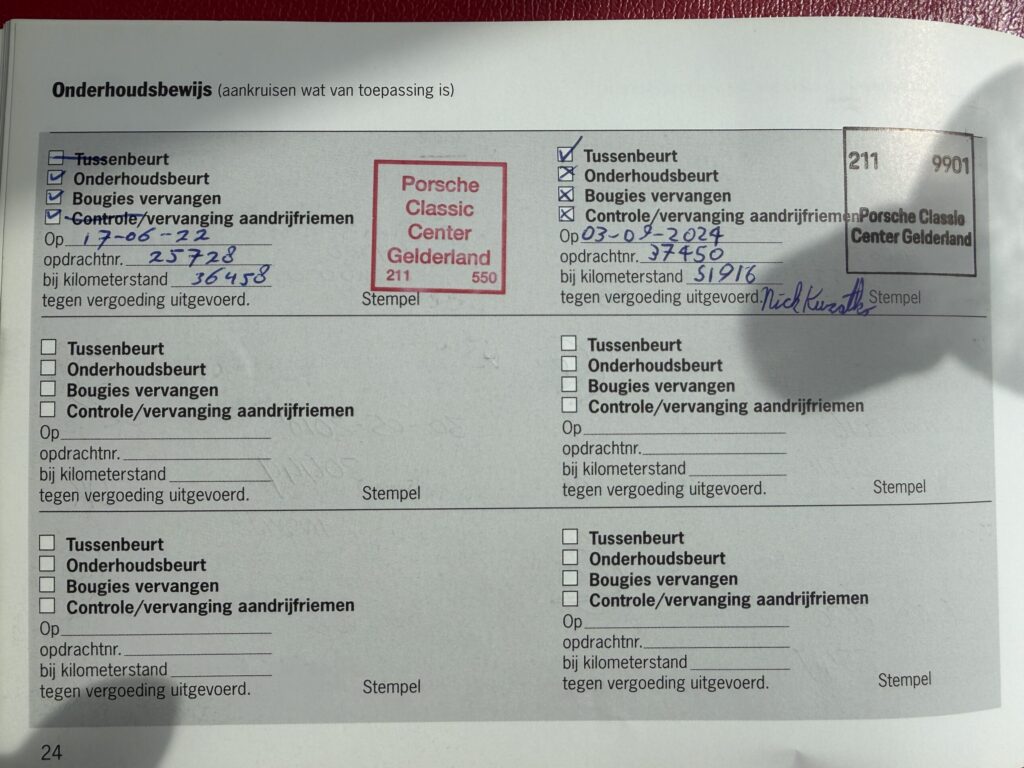 Onderhoudsbewijs (aankruisen wat van toepassing is)
Tussenbeurt
Onderhoudsbeurt
Bougies vervangen
Controle/vervanging aandrijfriemen
Op 17-06-22
opdrachtnr. 25728
bij kilometerstand 36458
tegen vergoeding uitgevoerd. Stempel
Porsche
Classic
Center
Gelderland
211 550
Tussenbeurt
Onderhoudsbeurt
Bougies vervangen
Controle/vervanging aandrijfriemen
Op 03-09-2024
opdrachtnr. 37450
bij kilometerstand 51916
tegen vergoeding uitgevoerd. Nick Stempel
211 9901
Porsche Classic
Center Gelderland
Tussenbeurt
Onderhoudsbeurt
Bougies vervangen
Controle/vervanging aandrijfriemen
Op
opdrachtnr.
bij kilometerstand
tegen vergoeding uitgevoerd. Stempel
Tussenbeurt
Onderhoudsbeurt
Bougies vervangen
Controle/vervanging aandrijfriemen
Op
opdrachtnr.
bij kilometerstand
tegen vergoeding uitgevoerd. Stempel
Tussenbeurt
Onderhoudsbeurt
Bougies vervangen
Controle/vervanging aandrijfriemen
Op
opdrachtnr.
bij kilometerstand
tegen vergoeding uitgevoerd. Stempel
Tussenbeurt
Onderhoudsbeurt
Bougies vervangen
Controle/vervanging aandrijfriemen
Op
opdrachtnr.
bij kilometerstand
tegen vergoeding uitgevoerd. Stempel
24